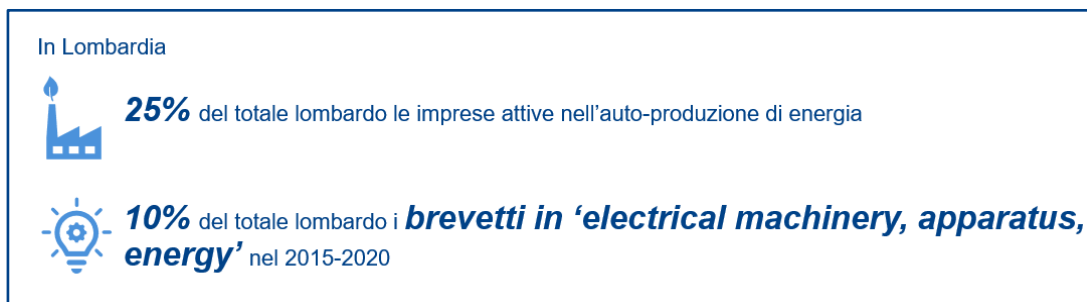 In Lombardia
25% del totale lombardo le imprese attive nell’auto-produzione di energia
10% del totale lombardo i brevetti in ‘electrical machinery, apparatus,
energy’ nel 2015-2020